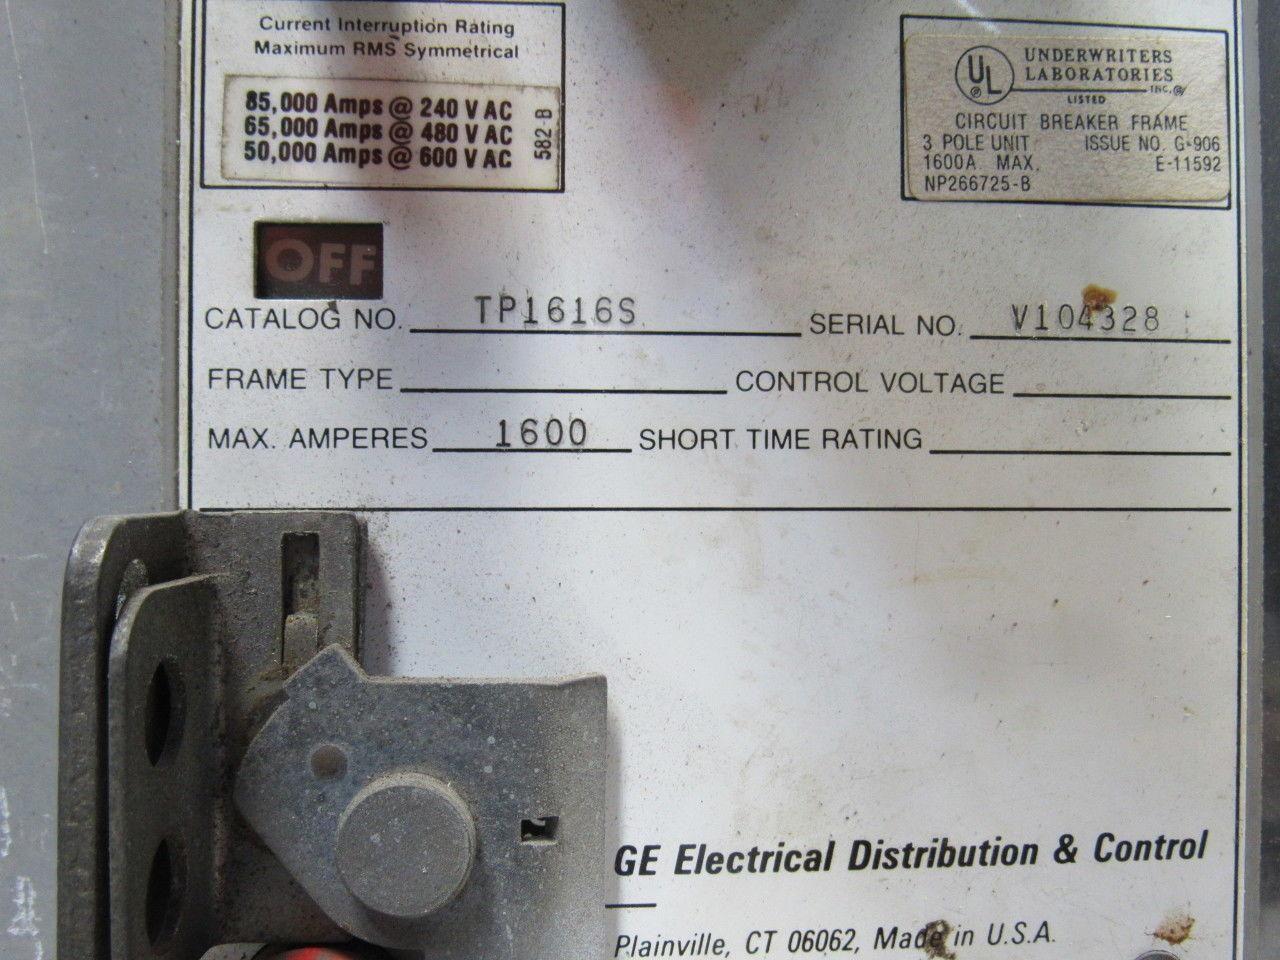 Current Interruption Rating
Maximum RMS Symmetrical
85,000 Amps @ 240 V AC
65,000 Amps @ 480 V AC
50,000 Amps @ 600 V AC
582-B
UL
UNDERWRITERS
LABORATORIES
INC. ®
LISTED
CIRCUIT BREAKER FRAME
3 POLE UNIT ISSUE NO. G-906
1600A MAX. E-11592
NP266725-B
OFF
CATALOG NO. TP1616S SERIAL NO. V104328
FRAME TYPE CONTROL VOLTAGE
MAX. AMPERES 1600 SHORT TIME RATING
GE Electrical Distribution & Control
Plainville, CT 06062, Made in U.S.A.